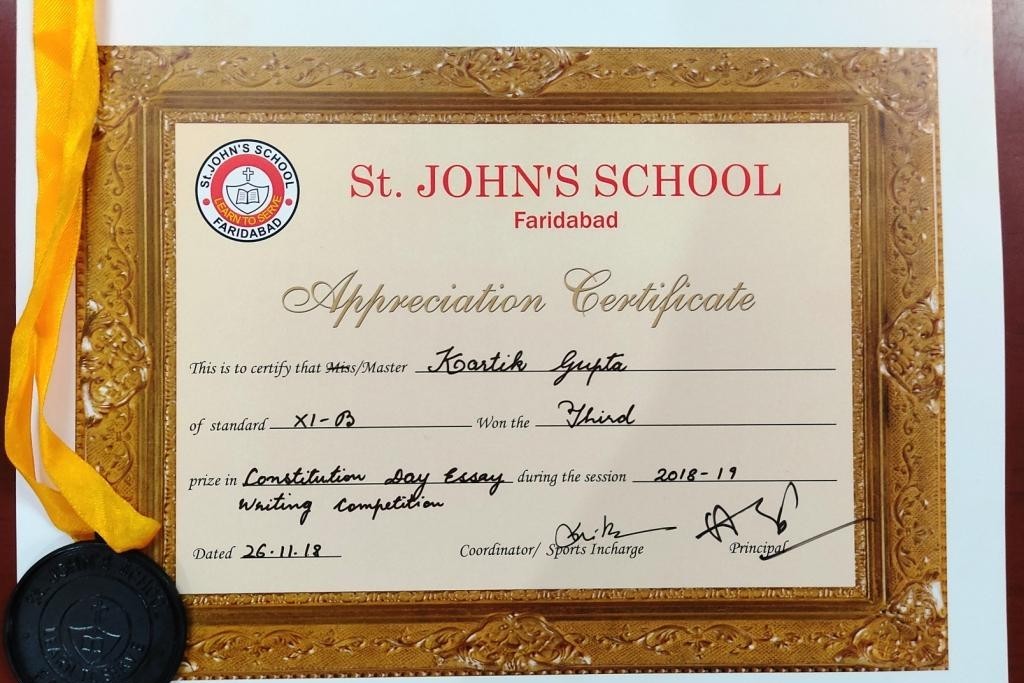 St. JOHN'S SCHOOL
LEARN TO SERVE
FARIDABAD
St. JOHN'S SCHOOL
Faridabad
Appreciation Certificate
This is to certify that Miss/Master Kartik Gupta
of standard XI-B Won the Third
prize in Constitution Day Essay during the session 2018-19
Writing Competition
Dated 26.11.18 Coordinator/ Sports Incharge Principal